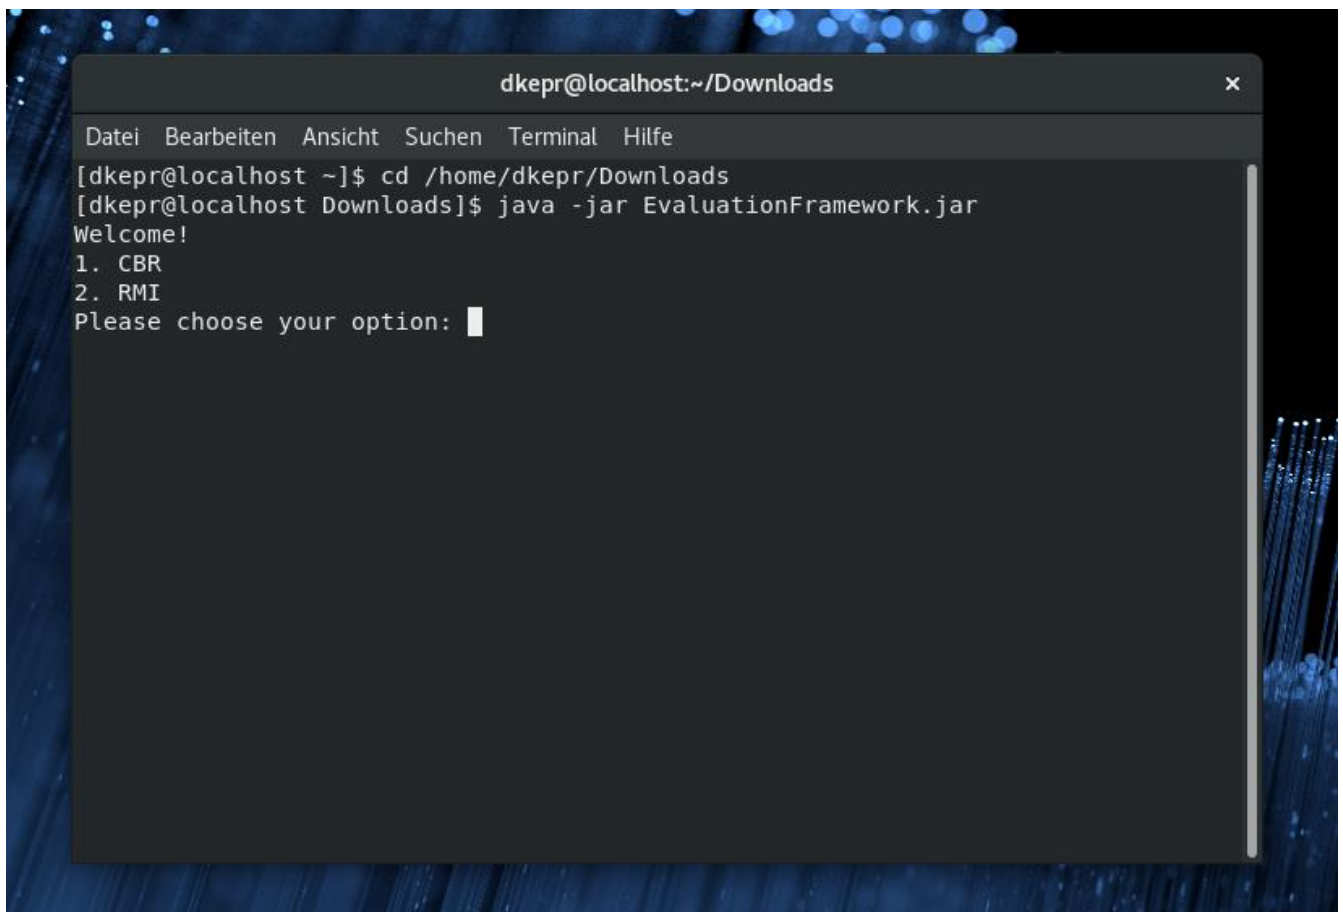 dkepr@localhost:~/Downloads ×
Datei Bearbeiten Ansicht Suchen Terminal Hilfe
[dkepr@localhost ~]$ cd /home/dkepr/Downloads
[dkepr@localhost Downloads]$ java -jar EvaluationFramework.jar
Welcome!
1. CBR
2. RMI
Please choose your option: